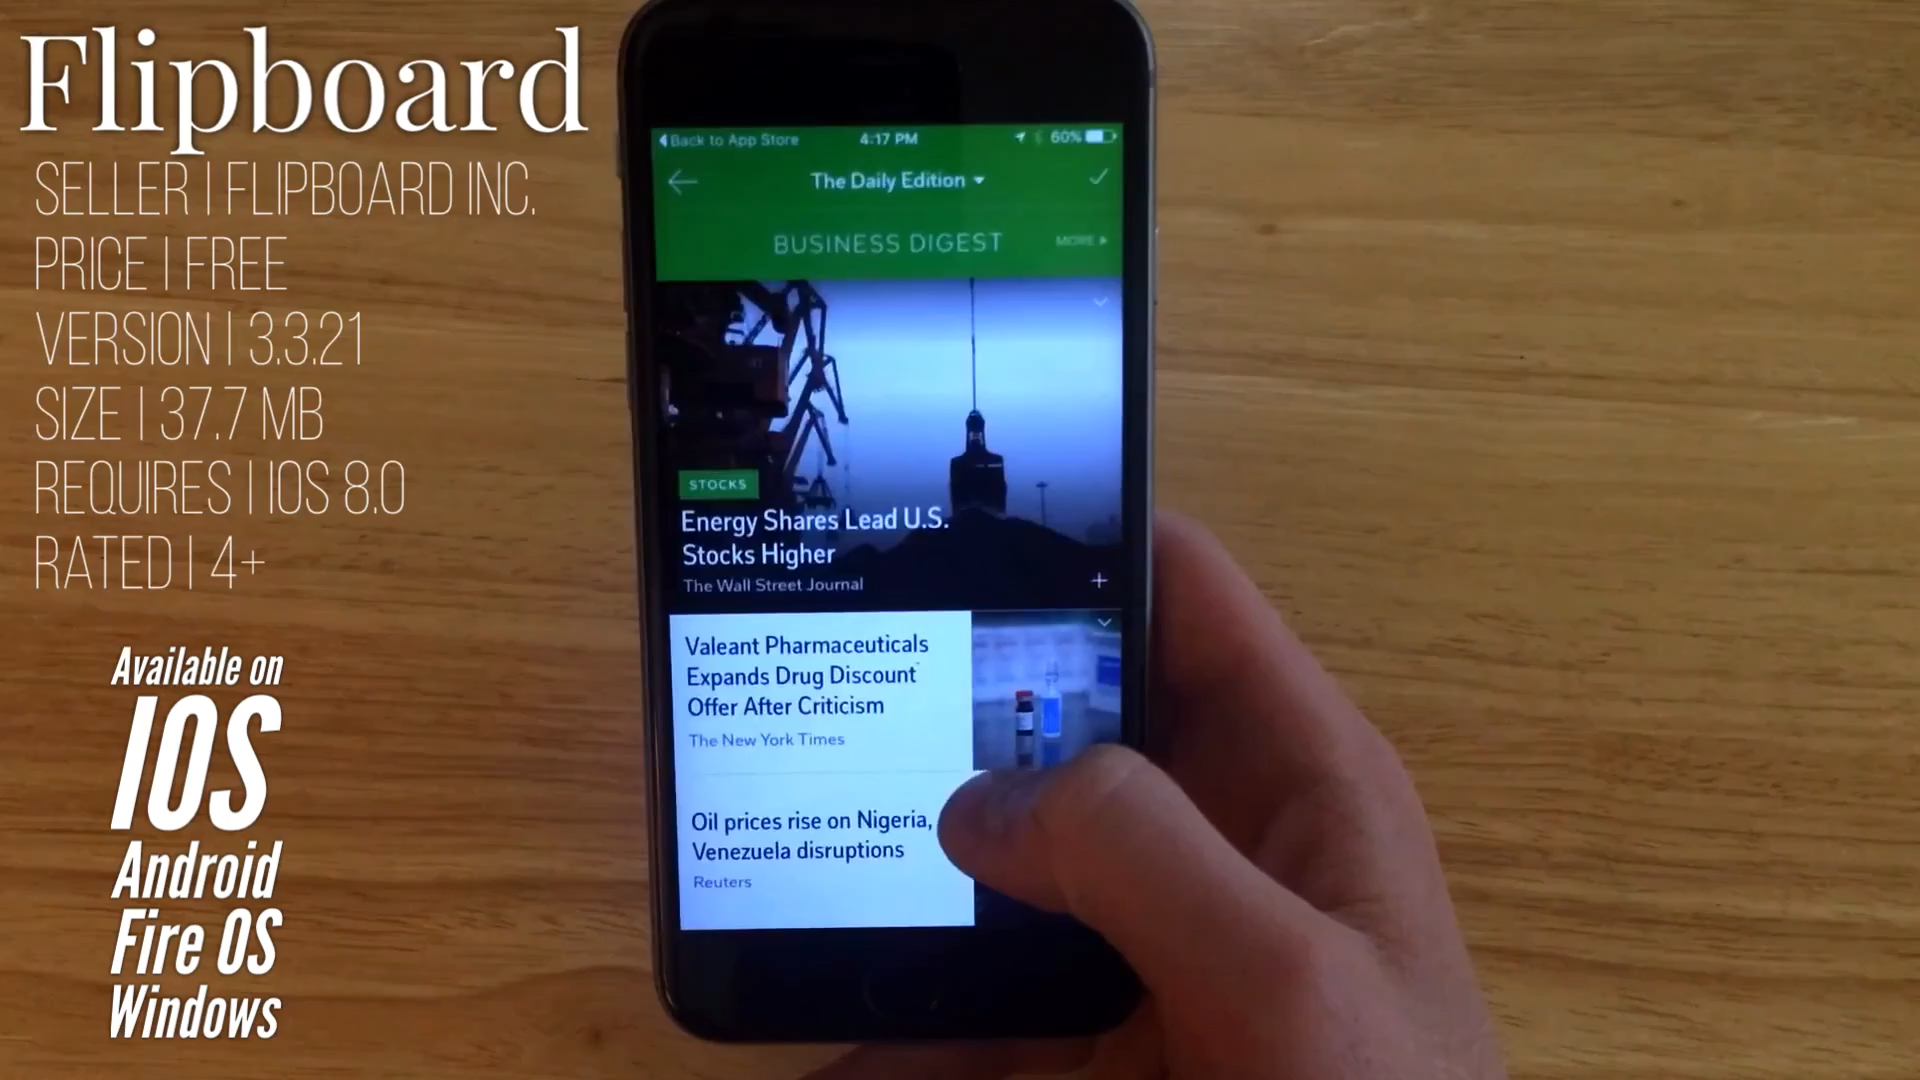 Flipboard
SELLER | FLIPBOARD INC.
PRICE | FREE
VERSION | 3.3.21
SIZE | 37.7 MB
REQUIRES | IOS 8.0
RATED | 4+
Available on
IOS
Android
Fire OS
Windows
Back to App Store 4:17 PM 60%
The Daily Edition
BUSINESS DIGEST MORE
STOCKS
Energy Shares Lead U.S.
Stocks Higher
The Wall Street Journal
Valeant Pharmaceuticals
Expands Drug Discount
Offer After Criticism
The New York Times
Oil prices rise on Nigeria,
Venezuela disruptions
Reuters